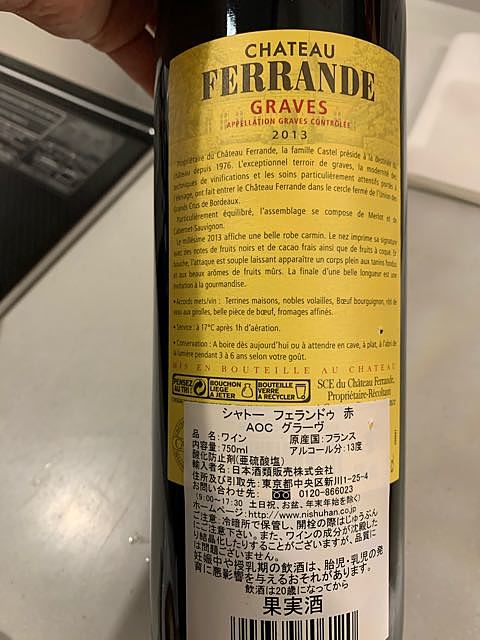 CHATEAU
FERRANDE
GRAVES
APPELLATION GRAVES CONTRÔLÉE
2013
Propriétaire du Château Ferrande, la famille Castel préside à la destinée du
château depuis 1976. L'exceptionnel terroir de graves, la modernité des
techniques de vinifications et les soins particulièrement attentifs portés à
l'élevage, ont fait entrer le Château Ferrande dans le cercle fermé de l'Union des
Grands Crus de Bordeaux.
Particulièrement équilibré, l'assemblage se compose de Merlot et de
Cabernet-Sauvignon.
Le millésime 2013 affiche une belle robe carmin. Le nez imprime sa signature
avec des notes de fruits noirs et de cacao frais ainsi que de fruits à coque. En
bouche, l'attaque est souple laissant apparaître un corps plein aux tanins fondus
et aux beaux arômes de fruits mûrs. La finale d'une belle longueur est une
invitation à la gourmandise.
• Accords mets/vin : Terrines maisons, nobles volailles, Bœuf bourguignon, rôti de
veau aux girolles, belle pièce de bœuf, fromages affinés.
• Service : à 17°C après 1h d'aération.
• Conservation : A boire dès aujourd'hui ou à attendre en cave, à plat, à l'abri de
la lumière pendant 3 à 6 ans selon votre goût.
MIS EN BOUTEILLE AU CHATEAU
PENSEZ AU TRI ! BOUCHON LIEGE A JETER BOUTEILLE VERRE A RECYCLER
SCE du Château Ferrande,
Propriétaire-Récoltant
シャトー フェランドゥ 赤
AOC グラーヴ
品 名:ワイン 原産国:フランス
内容量:750ml アルコール分:13度
酸化防止剤(亜硫酸塩)
輸入者名:日本酒類販売株式会社
住所及び引取先:東京都中央区新川1-25-4
お問い合わせ先: 0120-866023
(9:00~17:30 土日祝、お盆、年末年始を除く)
ホームページ:http://www.nishuhan.co.jp
ご注意:冷暗所で保管し、開栓の際はじゅうぶん
にご注意下さい。また、ワインの成分が沈殿した
り結晶化したりすることがございますが、品質に
は問題ございません。
妊娠中や授乳期の飲酒は、胎児・乳児の発
育に悪影響を与えるおそれがあります。
飲酒は20歳になってから
果実酒